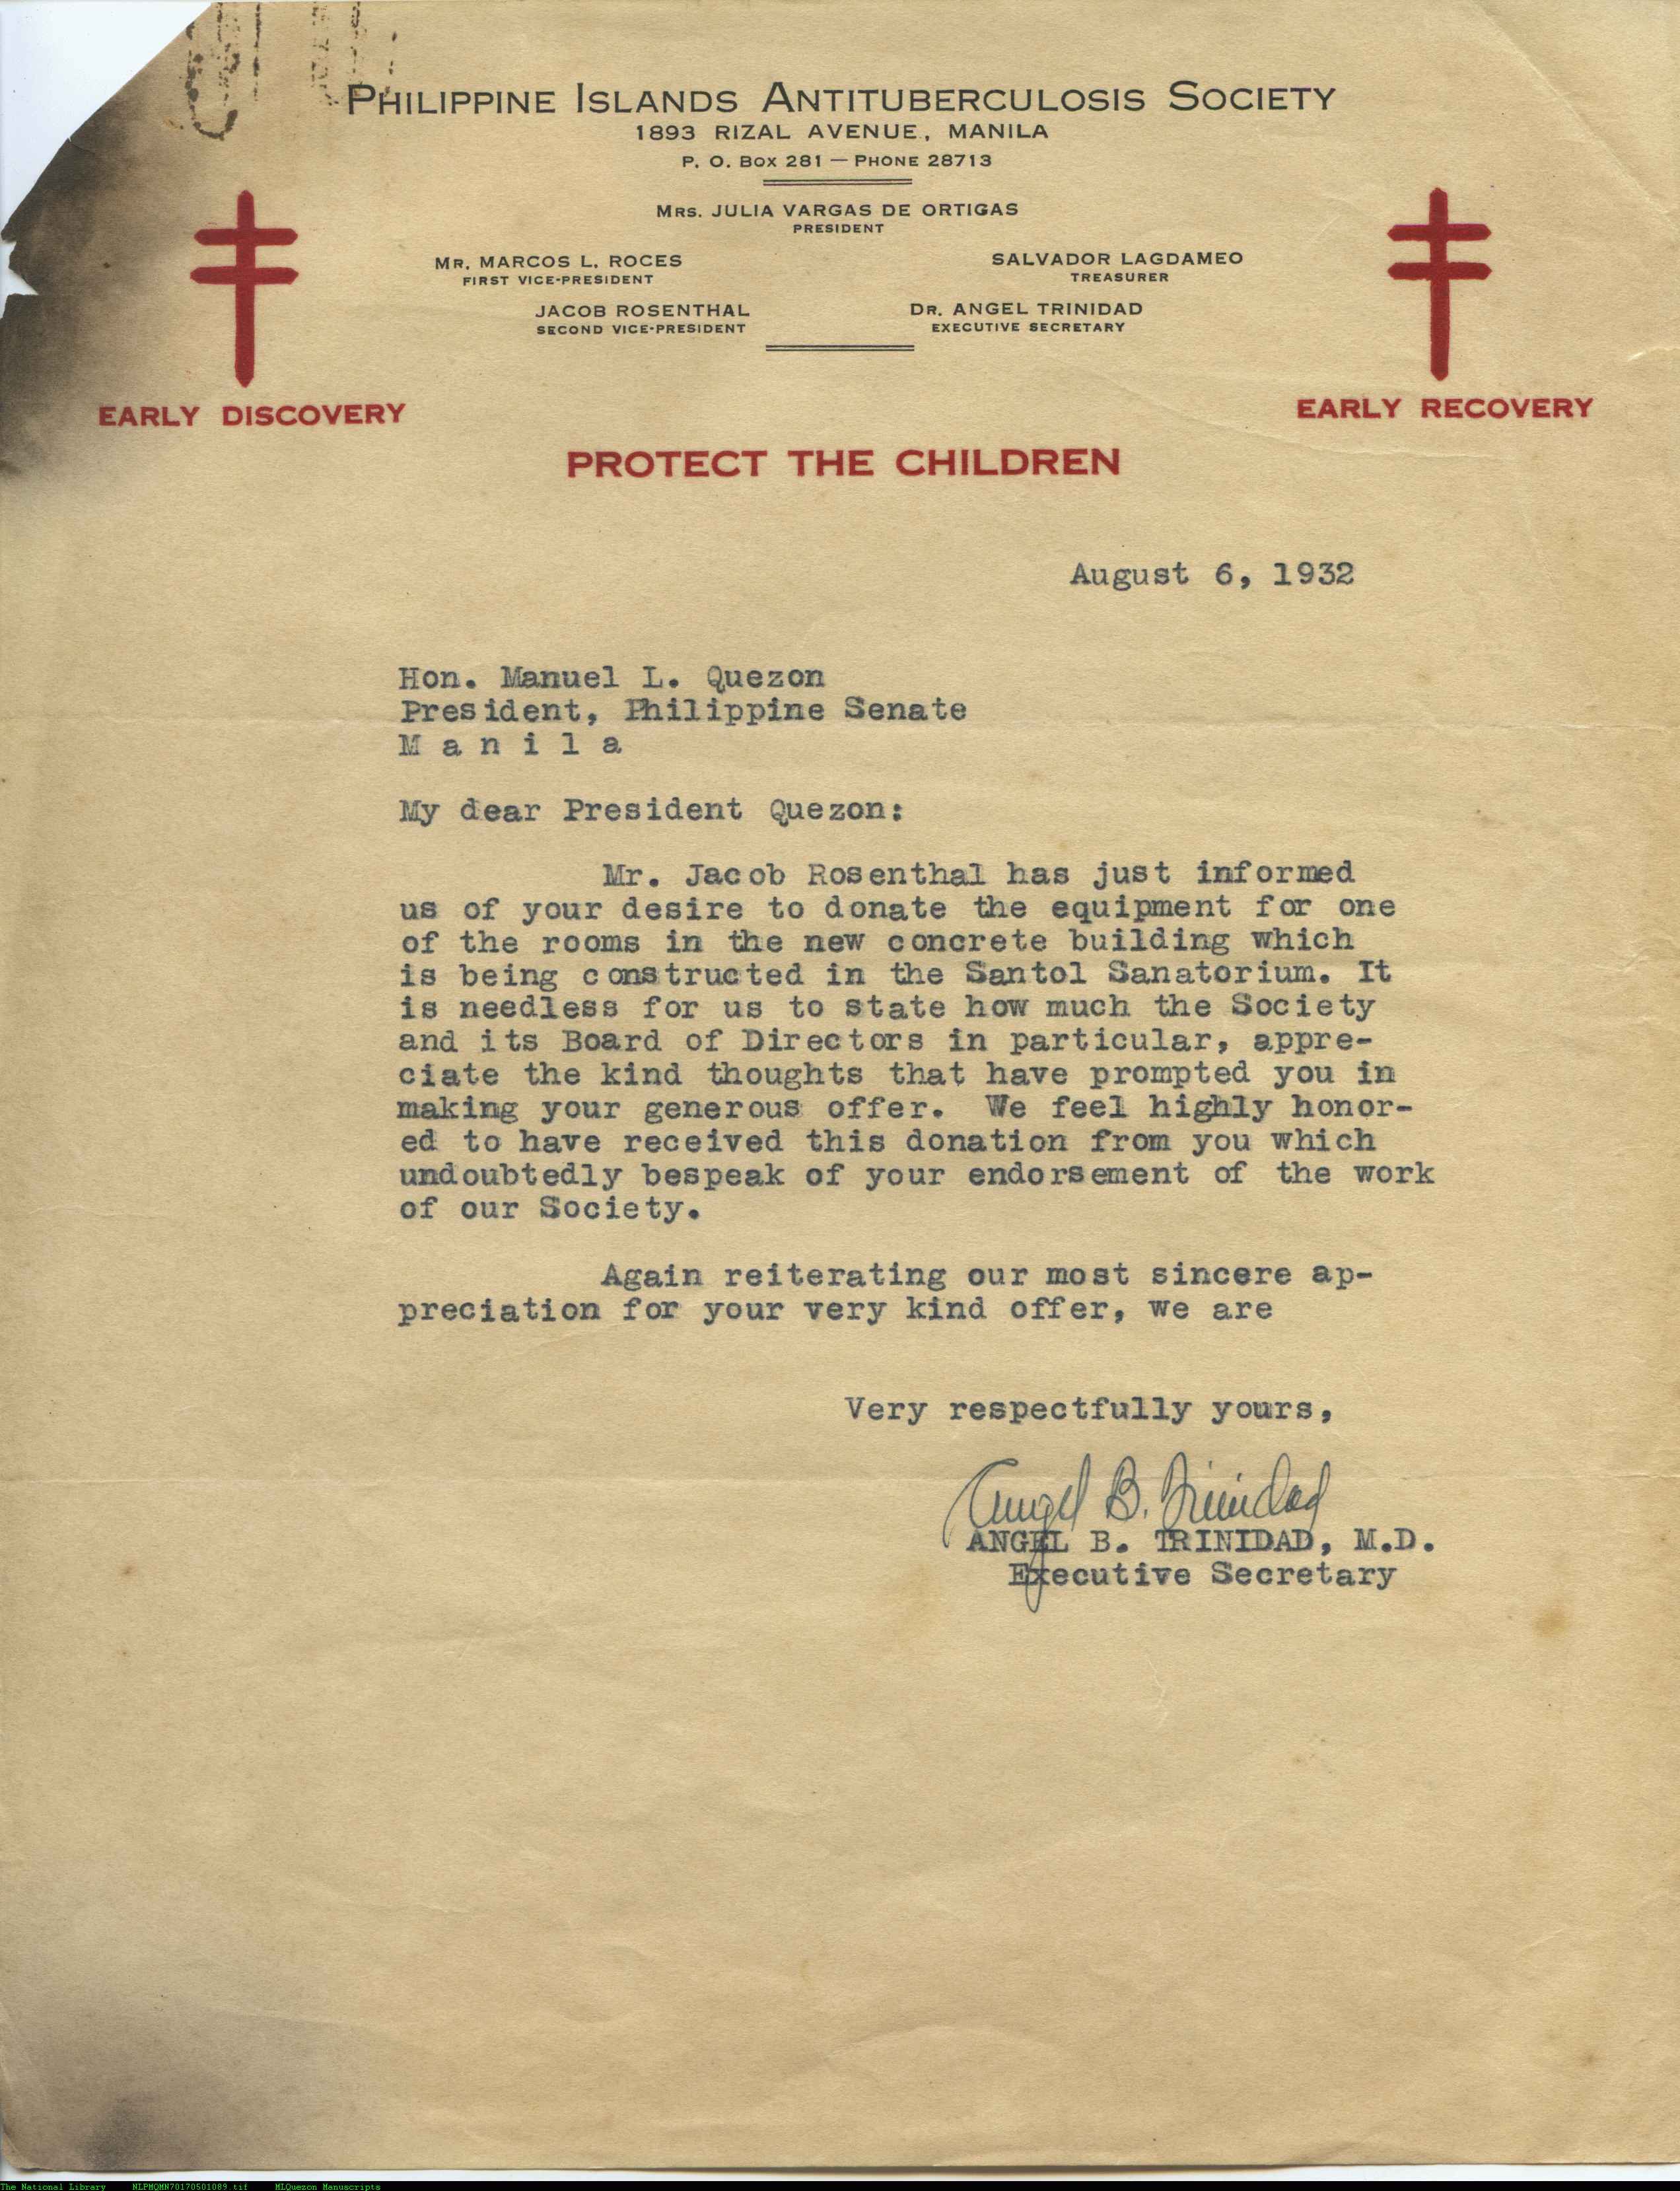 PHILIPPINE ISLANDS ANTITUBERCULOSIS SOCIETY
1893 RIZAL AVENUE, MANILA
P. O. BOX 281 — PHONE 28713
MRS. JULIA VARGAS DE ORTIGAS
PRESIDENT
MR. MARCOS L. ROCES
FIRST VICE-PRESIDENT
SALVADOR LAGDAMEO
TREASURER
JACOB ROSENTHAL
SECOND VICE-PRESIDENT
DR. ANGEL TRINIDAD
EXECUTIVE SECRETARY
EARLY DISCOVERY
EARLY RECOVERY
PROTECT THE CHILDREN
August 6, 1932
Hon. Manuel L. Quezon
President, Philippine Senate
M a n i l a
My dear President Quezon:
Mr. Jacob Rosenthal has just informed
us of your desire to donate the equipment for one
of the rooms in the new concrete building which
is being constructed in the Santol Sanatorium. It
is needless for us to state how much the Society
and its Board of Directors in particular, appre-
ciate the kind thoughts that have prompted you in
making your generous offer. We feel highly honor-
ed to have received this donation from you which
undoubtedly bespeak of your endorsement of the work
of our Society.
Again reiterating our most sincere ap-
preciation for your very kind offer, we are
Very respectfully yours,
Angel B. Trinidad
ANGEL B. TRINIDAD, M.D.
Executive Secretary
The National Library NLPMQMN70170501089.tif MLQuezon Manuscripts